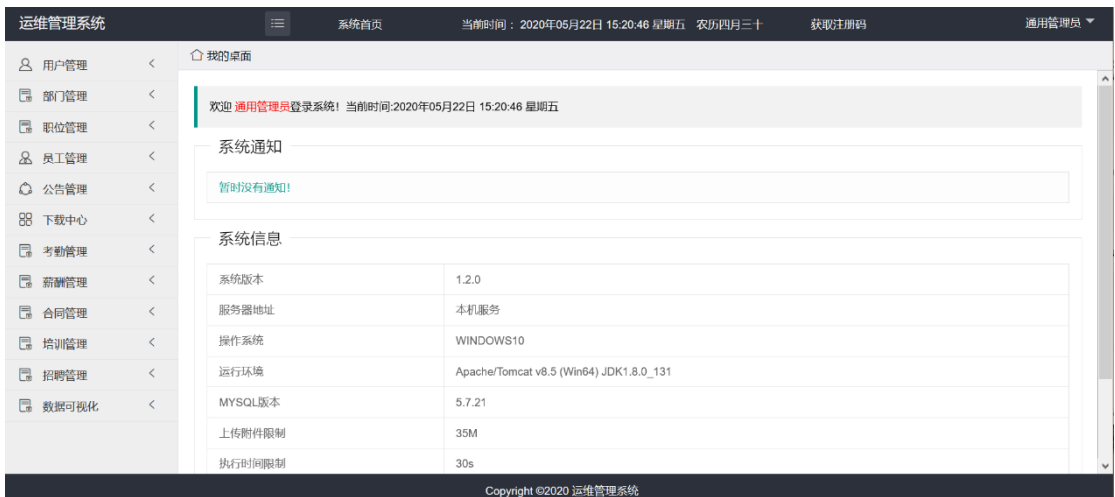 运维管理系统 系统首页 当前时间： 2020年05月22日 15:20:46 星期五 农历四月三十 获取注册码 通用管理员
我的桌面
用户管理
部门管理
职位管理
员工管理
公告管理
下载中心
考勤管理
薪酬管理
合同管理
培训管理
招聘管理
数据可视化
欢迎 通用管理员登录系统！当前时间:2020年05月22日 15:20:46 星期五
系统通知
暂时没有通知!
系统信息
系统版本 1.2.0
服务器地址 本机服务
操作系统 WINDOWS10
运行环境 Apache/Tomcat v8.5 (Win64) JDK1.8.0_131
MYSQL版本 5.7.21
上传附件限制 35M
执行时间限制 30s
Copyright ©2020 运维管理系统